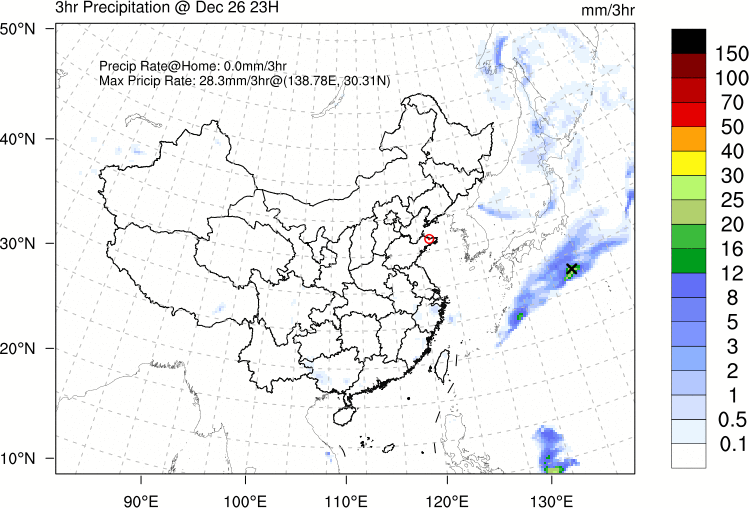 3hr Precipitation @ Dec 26 23H
mm/3hr
Precip Rate@Home: 0.0mm/3hr
Max Pricip Rate: 28.3mm/3hr@(138.78E, 30.31N)
50°N
40°N
30°N
20°N
10°N
90°E
100°E
110°E
120°E
130°E
150
100
70
50
40
30
25
20
16
12
8
5
3
2
1
0.5
0.1